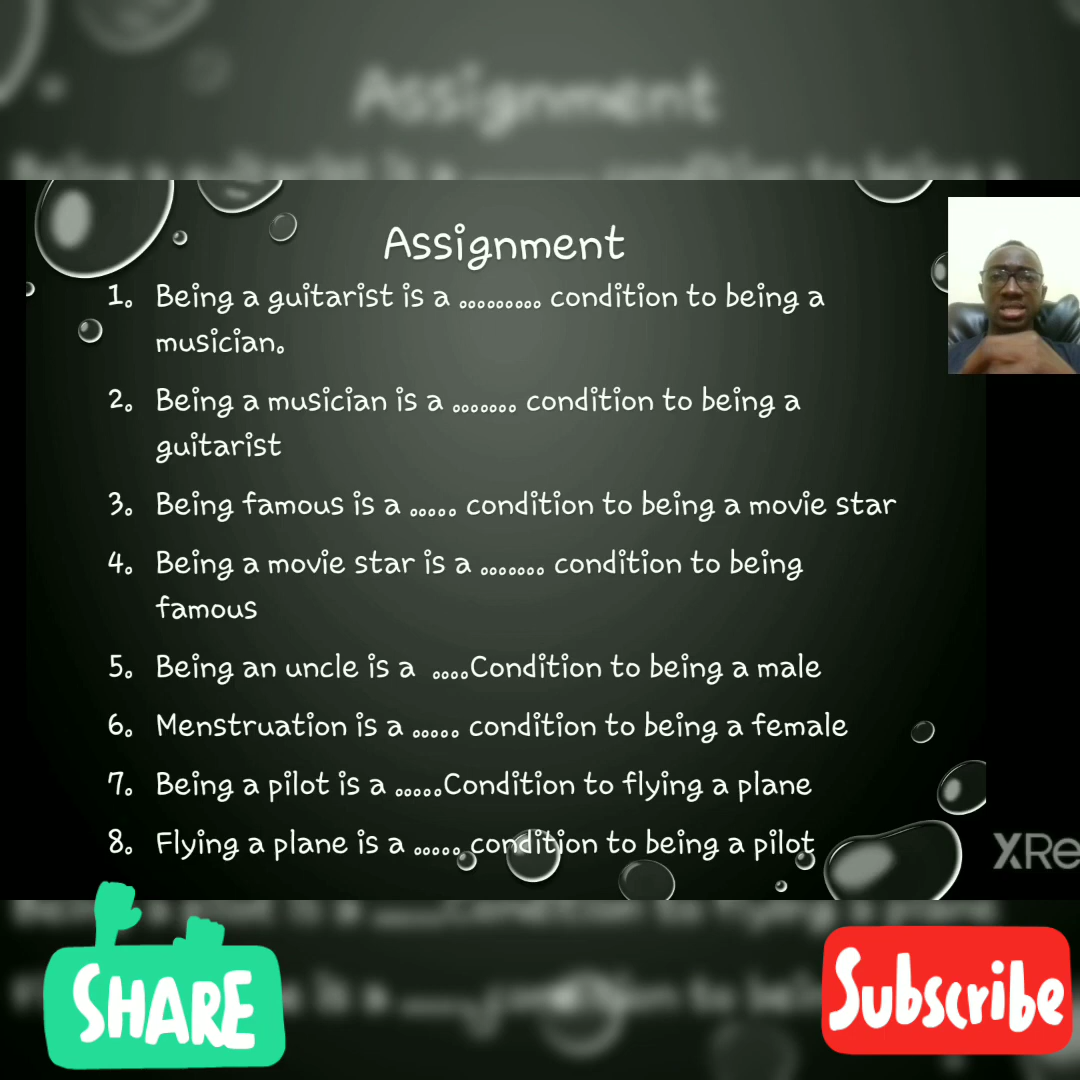 Assignment
Assignment
1. Being a guitarist is a ......... condition to being a
musician.
2. Being a musician is a ....... condition to being a
guitarist
3. Being famous is a ..... condition to being a movie star
4. Being a movie star is a ....... condition to being
famous
5. Being an uncle is a ....Condition to being a male
6. Menstruation is a ..... condition to being a female
7. Being a pilot is a .....Condition to flying a plane
8. Flying a plane is a ..... condition to being a pilot
XRe
SHARE
Subscribe